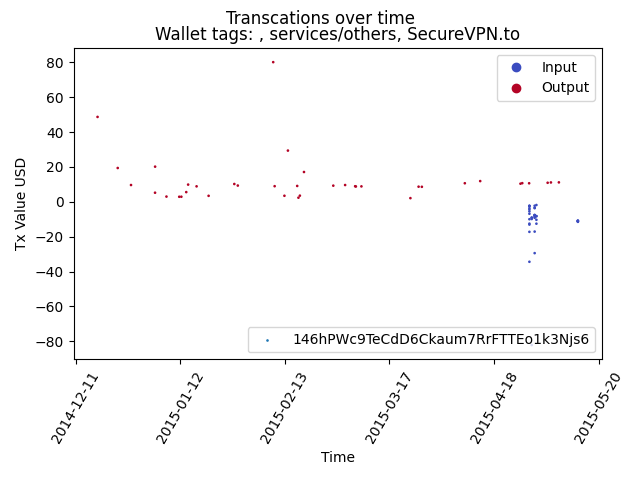 Transcations over time
Wallet tags: , services/others, SecureVPN.to
Input
Output
80
60
40
20
0
−20
−40
−60
−80
Tx Value USD
146hPWc9TeCdD6Ckaum7RrFTTEo1k3Njs6
2014-12-11
2015-01-12
2015-02-13
2015-03-17
2015-04-18
2015-05-20
Time